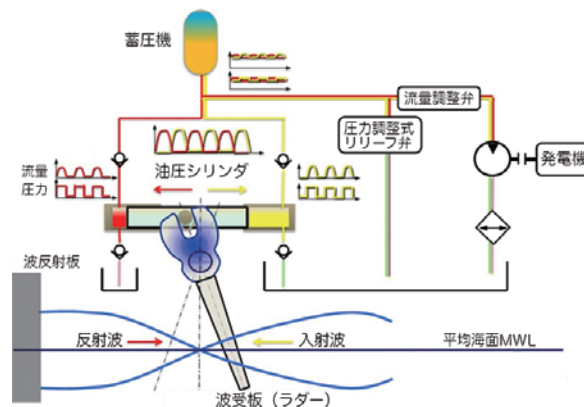 蓄圧機
流量調整弁
圧力調整式
リリーフ弁
発電機
流量
圧力
油圧シリンダ
波反射板
反射波
入射波
平均海面MWL
波受板（ラダー）